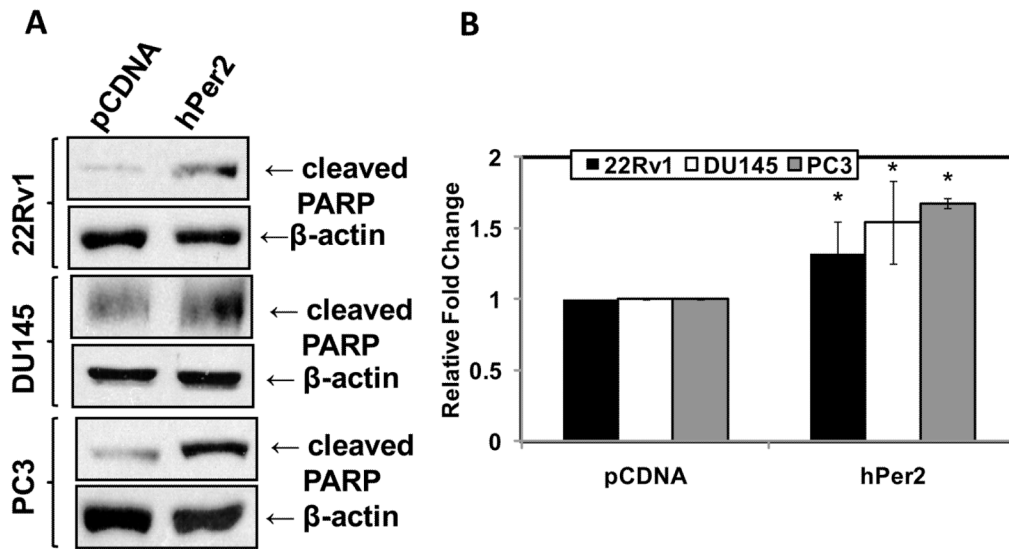 A
pCDNA
hPer2
22Rv1
← cleaved
PARP
←β-actin
DU145
← cleaved
PARP
← β-actin
PC3
← cleaved
PARP
← β-actin
B
Relative Fold Change
2
1.5
1
0.5
0
22Rv1 DU145 PC3
* * *
pCDNA hPer2